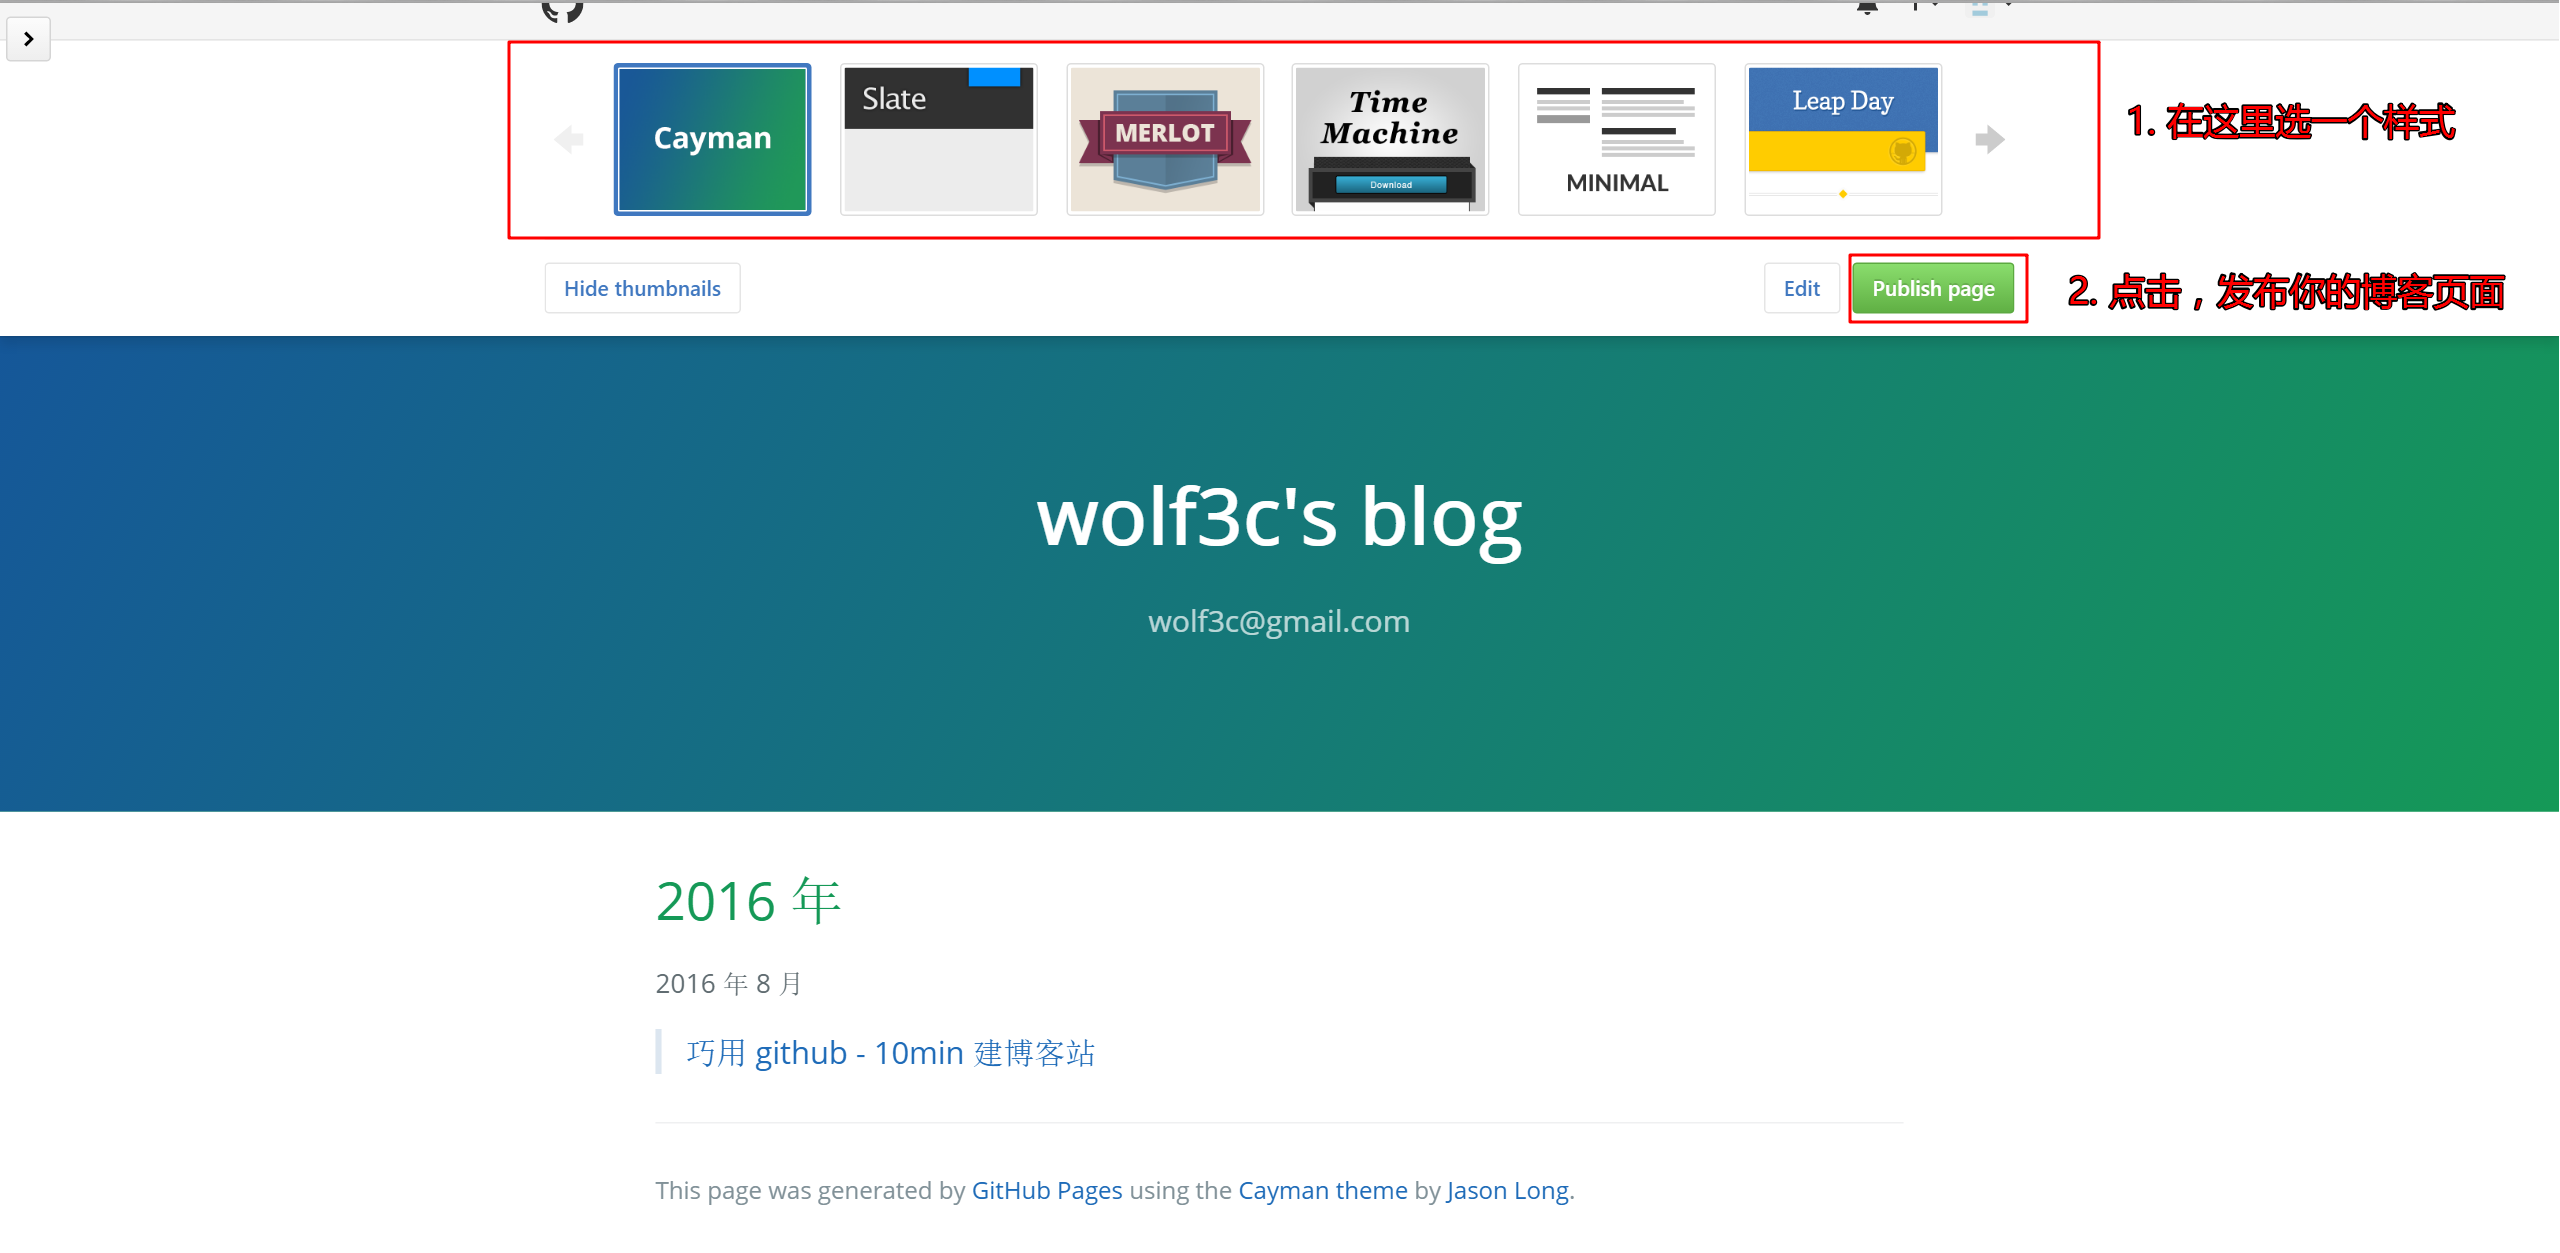 Cayman
Slate
MERLOT
Time
Machine
Download
MINIMAL
Leap Day
1. 在这里选一个样式
Hide thumbnails
Edit
Publish page
2. 点击，发布你的博客页面
wolf3c's blog
wolf3c@gmail.com
2016 年
2016 年 8 月
巧用 github - 10min 建博客站
This page was generated by GitHub Pages using the Cayman theme by Jason Long.